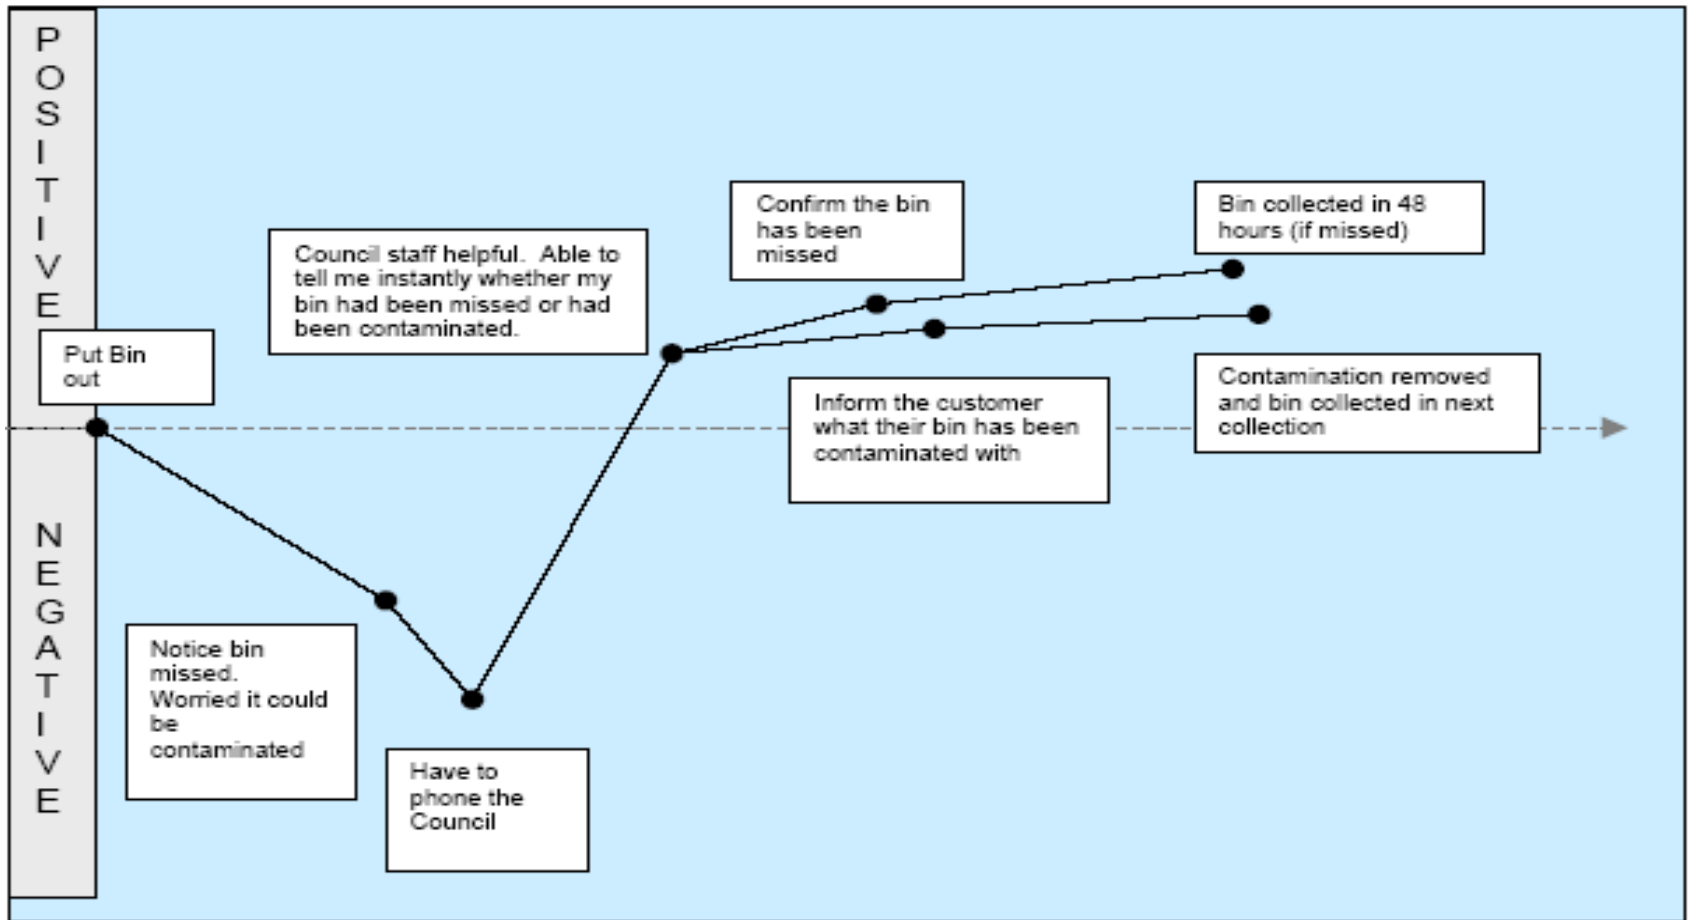 POSITIVE
NEGATIVE
Put Bin
out
Notice bin
missed.
Worried it could
be
contaminated
Have to
phone the
Council
Council staff helpful.  Able to
tell me instantly whether my
bin had been missed or had
been contaminated.
Confirm the bin
has been
missed
Inform the customer
what their bin has been
contaminated with
Bin collected in 48
hours (if missed)
Contamination removed
and bin collected in next
collection